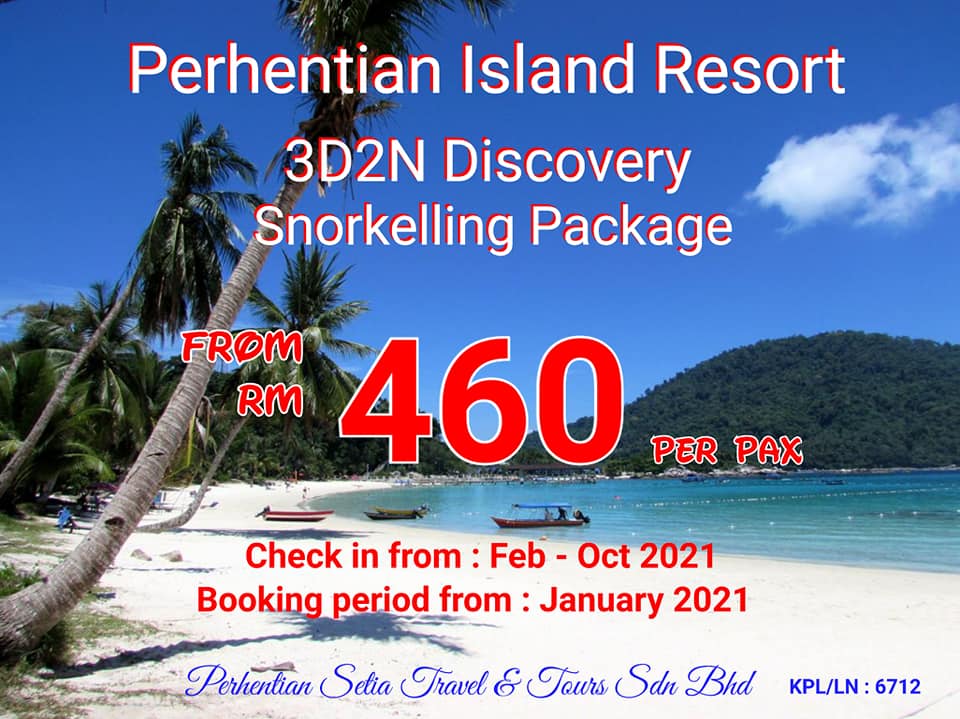 Perhentian Island Resort
3D2N Discovery
Snorkelling Package
FROM
RM 460
PER PAX
Check in from : Feb - Oct 2021
Booking period from : January 2021
Perhentian Setia Travel & Tours Sdn Bhd KPL/LN : 6712